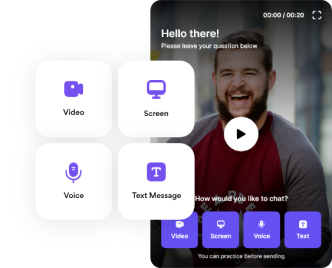 00:00 / 00:20
Hello there!
Please leave your question below
Video
Screen
Voice
Text Message
How would you like to chat?
Video
Screen
Voice
Text
You can practice before sending